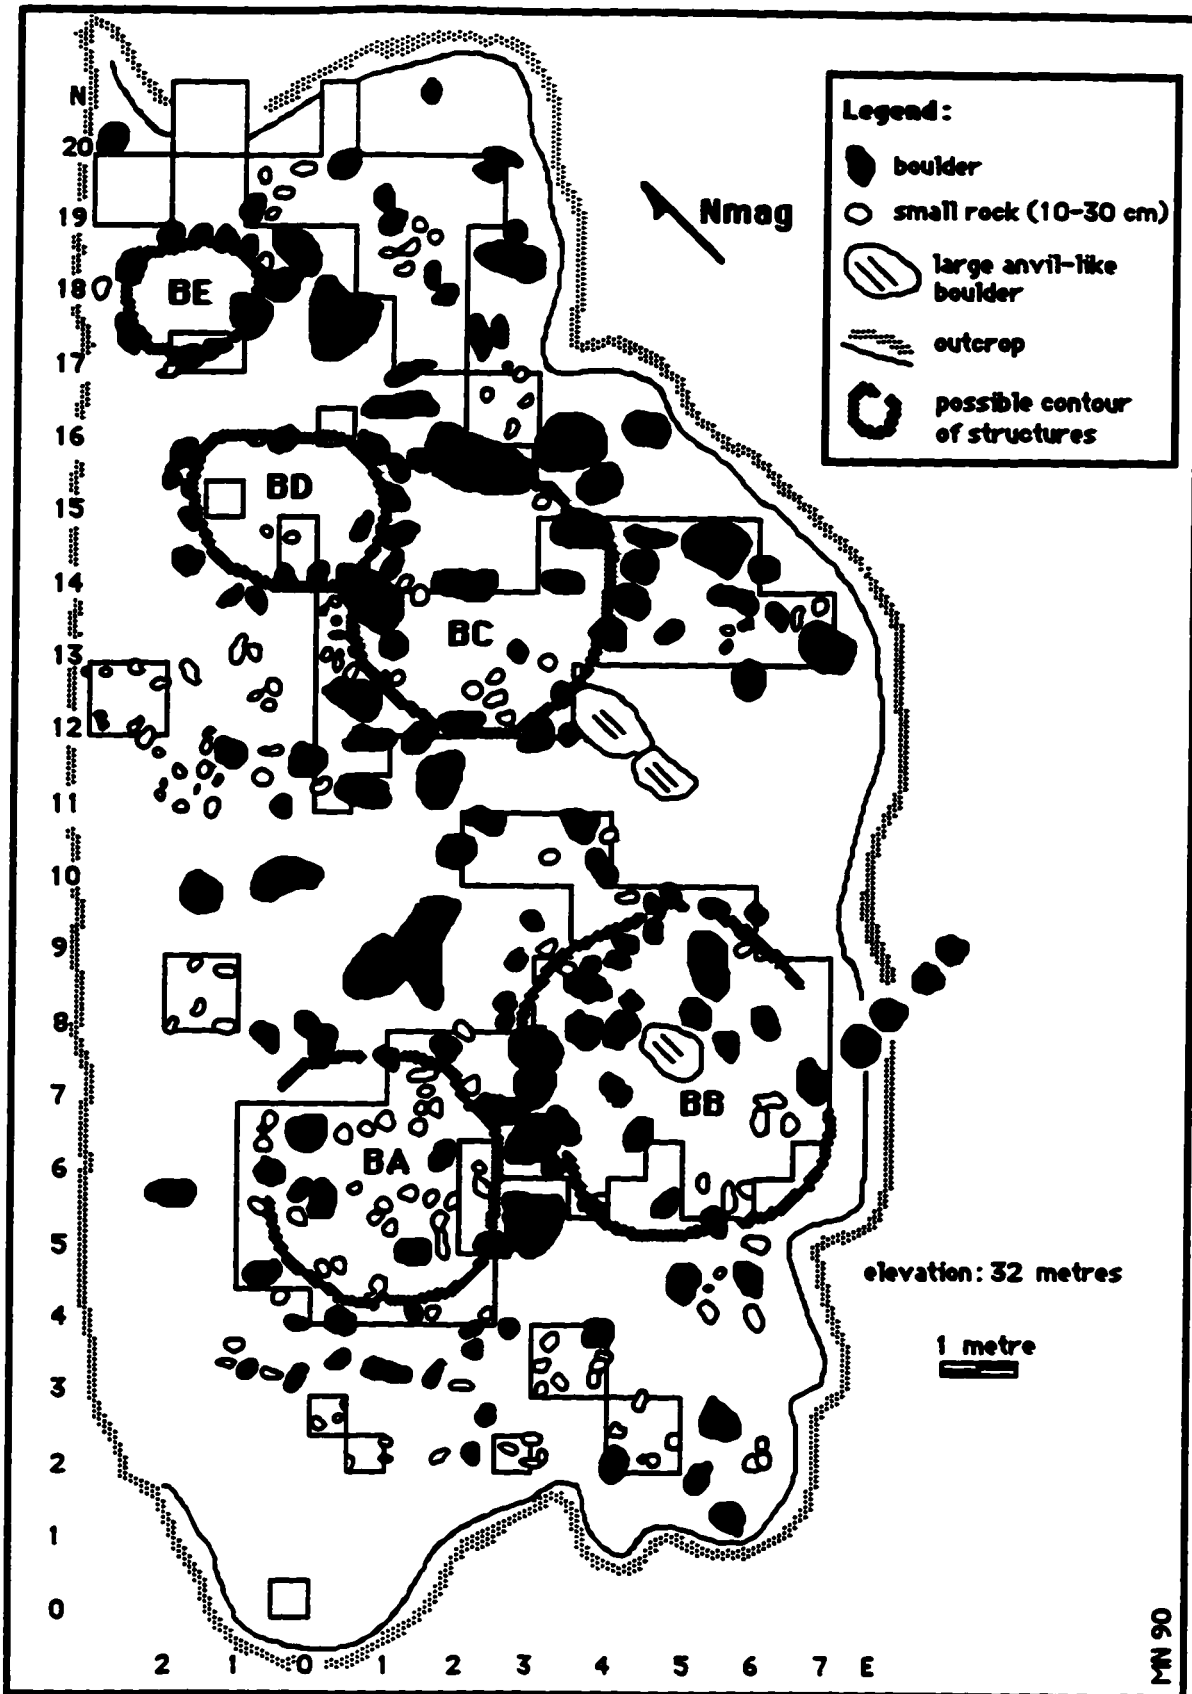 N
20
19
18
17
16
15
14
13
12
11
10
9
8
7
6
5
4
3
2
1
0
2 1 0 1 2 3 4 5 6 7 E
BE
BD
BC
BB
BA
Nmag
Legend:
boulder
small rock (10-30 cm)
large anvil-like
boulder
outcrop
possible contour
of structures
elevation: 32 metres
1 metre
MN 90